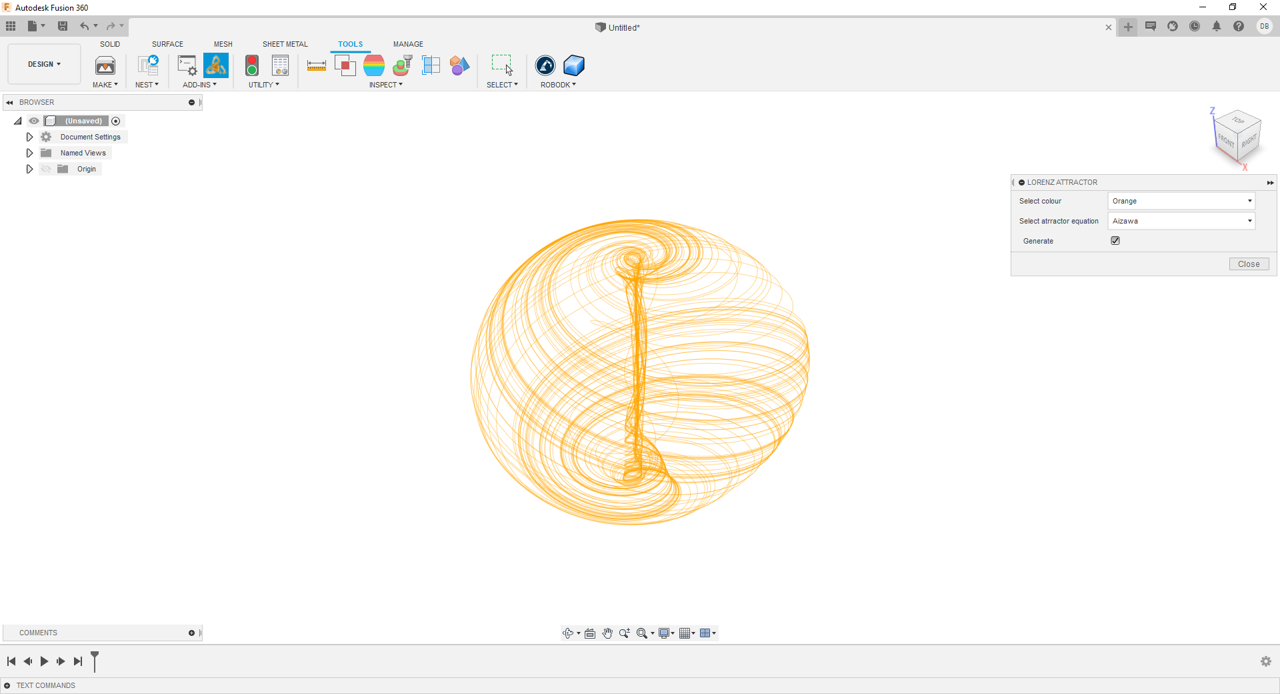 Autodesk Fusion 360
Untitled*
DB
SOLID SURFACE MESH SHEET METAL TOOLS MANAGE
DESIGN
MAKE NEST ADD-INS UTILITY INSPECT SELECT ROBODK
BROWSER
(Unsaved)
Document Settings
Named Views
Origin
Z
TOP
FRONT
RIGHT
X
LORENZ ATTRACTOR
Select colour Orange
Select atrractor equation Aizawa
Generate
Close
COMMENTS
TEXT COMMANDS